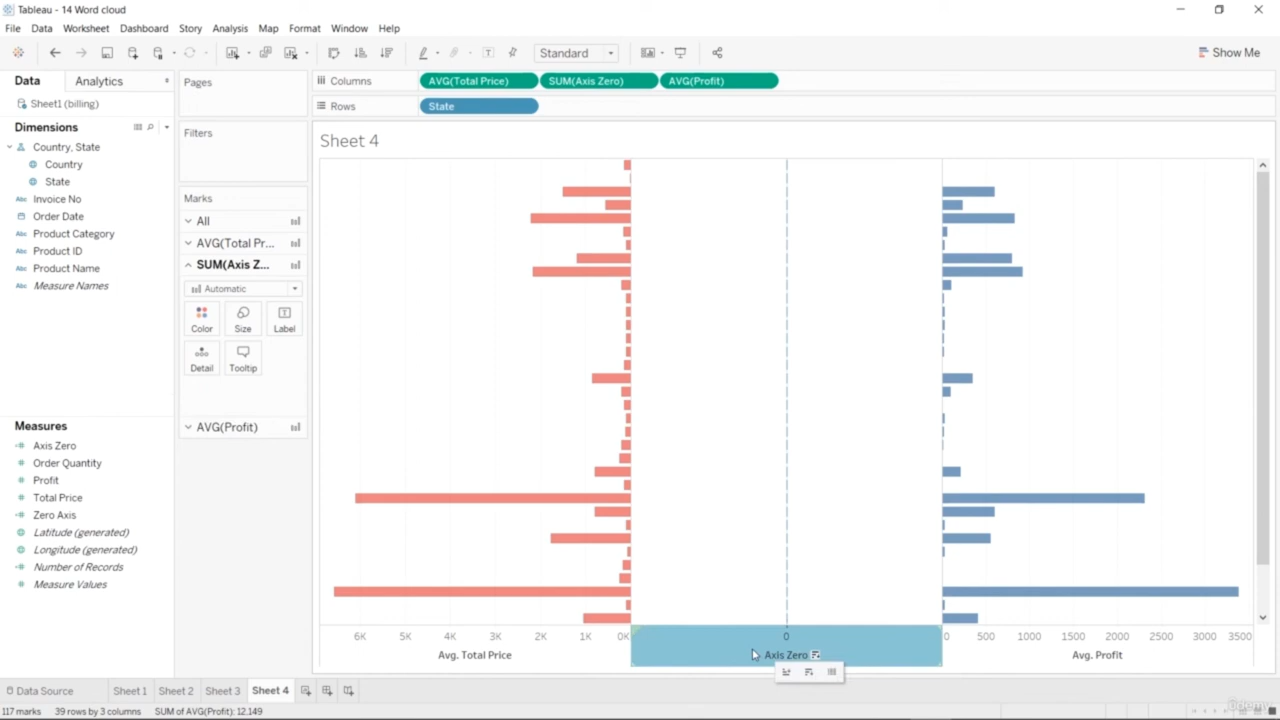 Tableau - 14 Word cloud
File Data Worksheet Dashboard Story Analysis Map Format Window Help
Standard
Show Me
Data Analytics
Pages
Columns AVG(Total Price) SUM(Axis Zero) AVG(Profit)
Sheet1 (billing)
Rows State
Dimensions
Filters
Sheet 4
Country, State
Country
State
Abc Invoice No
Marks
Order Date
All
Abc Product Category
AVG(Total Pr...
Abc Product ID
SUM(Axis Z...
Abc Product Name
Abc Measure Names
Automatic
Color Size Label
Detail Tooltip
Measures
AVG(Profit)
Axis Zero
Order Quantity
Profit
Total Price
Zero Axis
Latitude (generated)
Longitude (generated)
Number of Records
Measure Values
6K 5K 4K 3K 2K 1K 0K 0 0 500 1000 1500 2000 2500 3000 3500
Avg. Total Price Axis Zero Avg. Profit
Data Source Sheet 1 Sheet 2 Sheet 3 Sheet 4
117 marks 39 rows by 3 columns SUM of AVG(Profit): 12.149